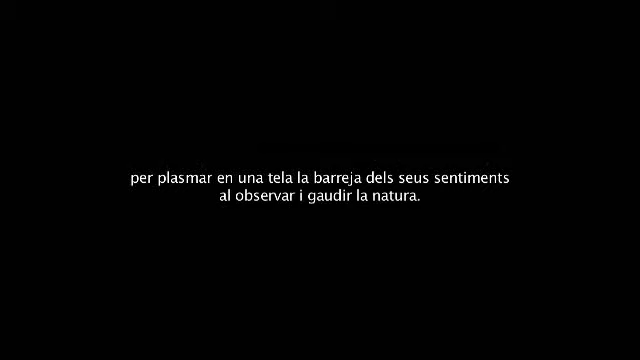 per plasmar en una tela la barreja dels seus sentiments
al observar i gaudir la natura.